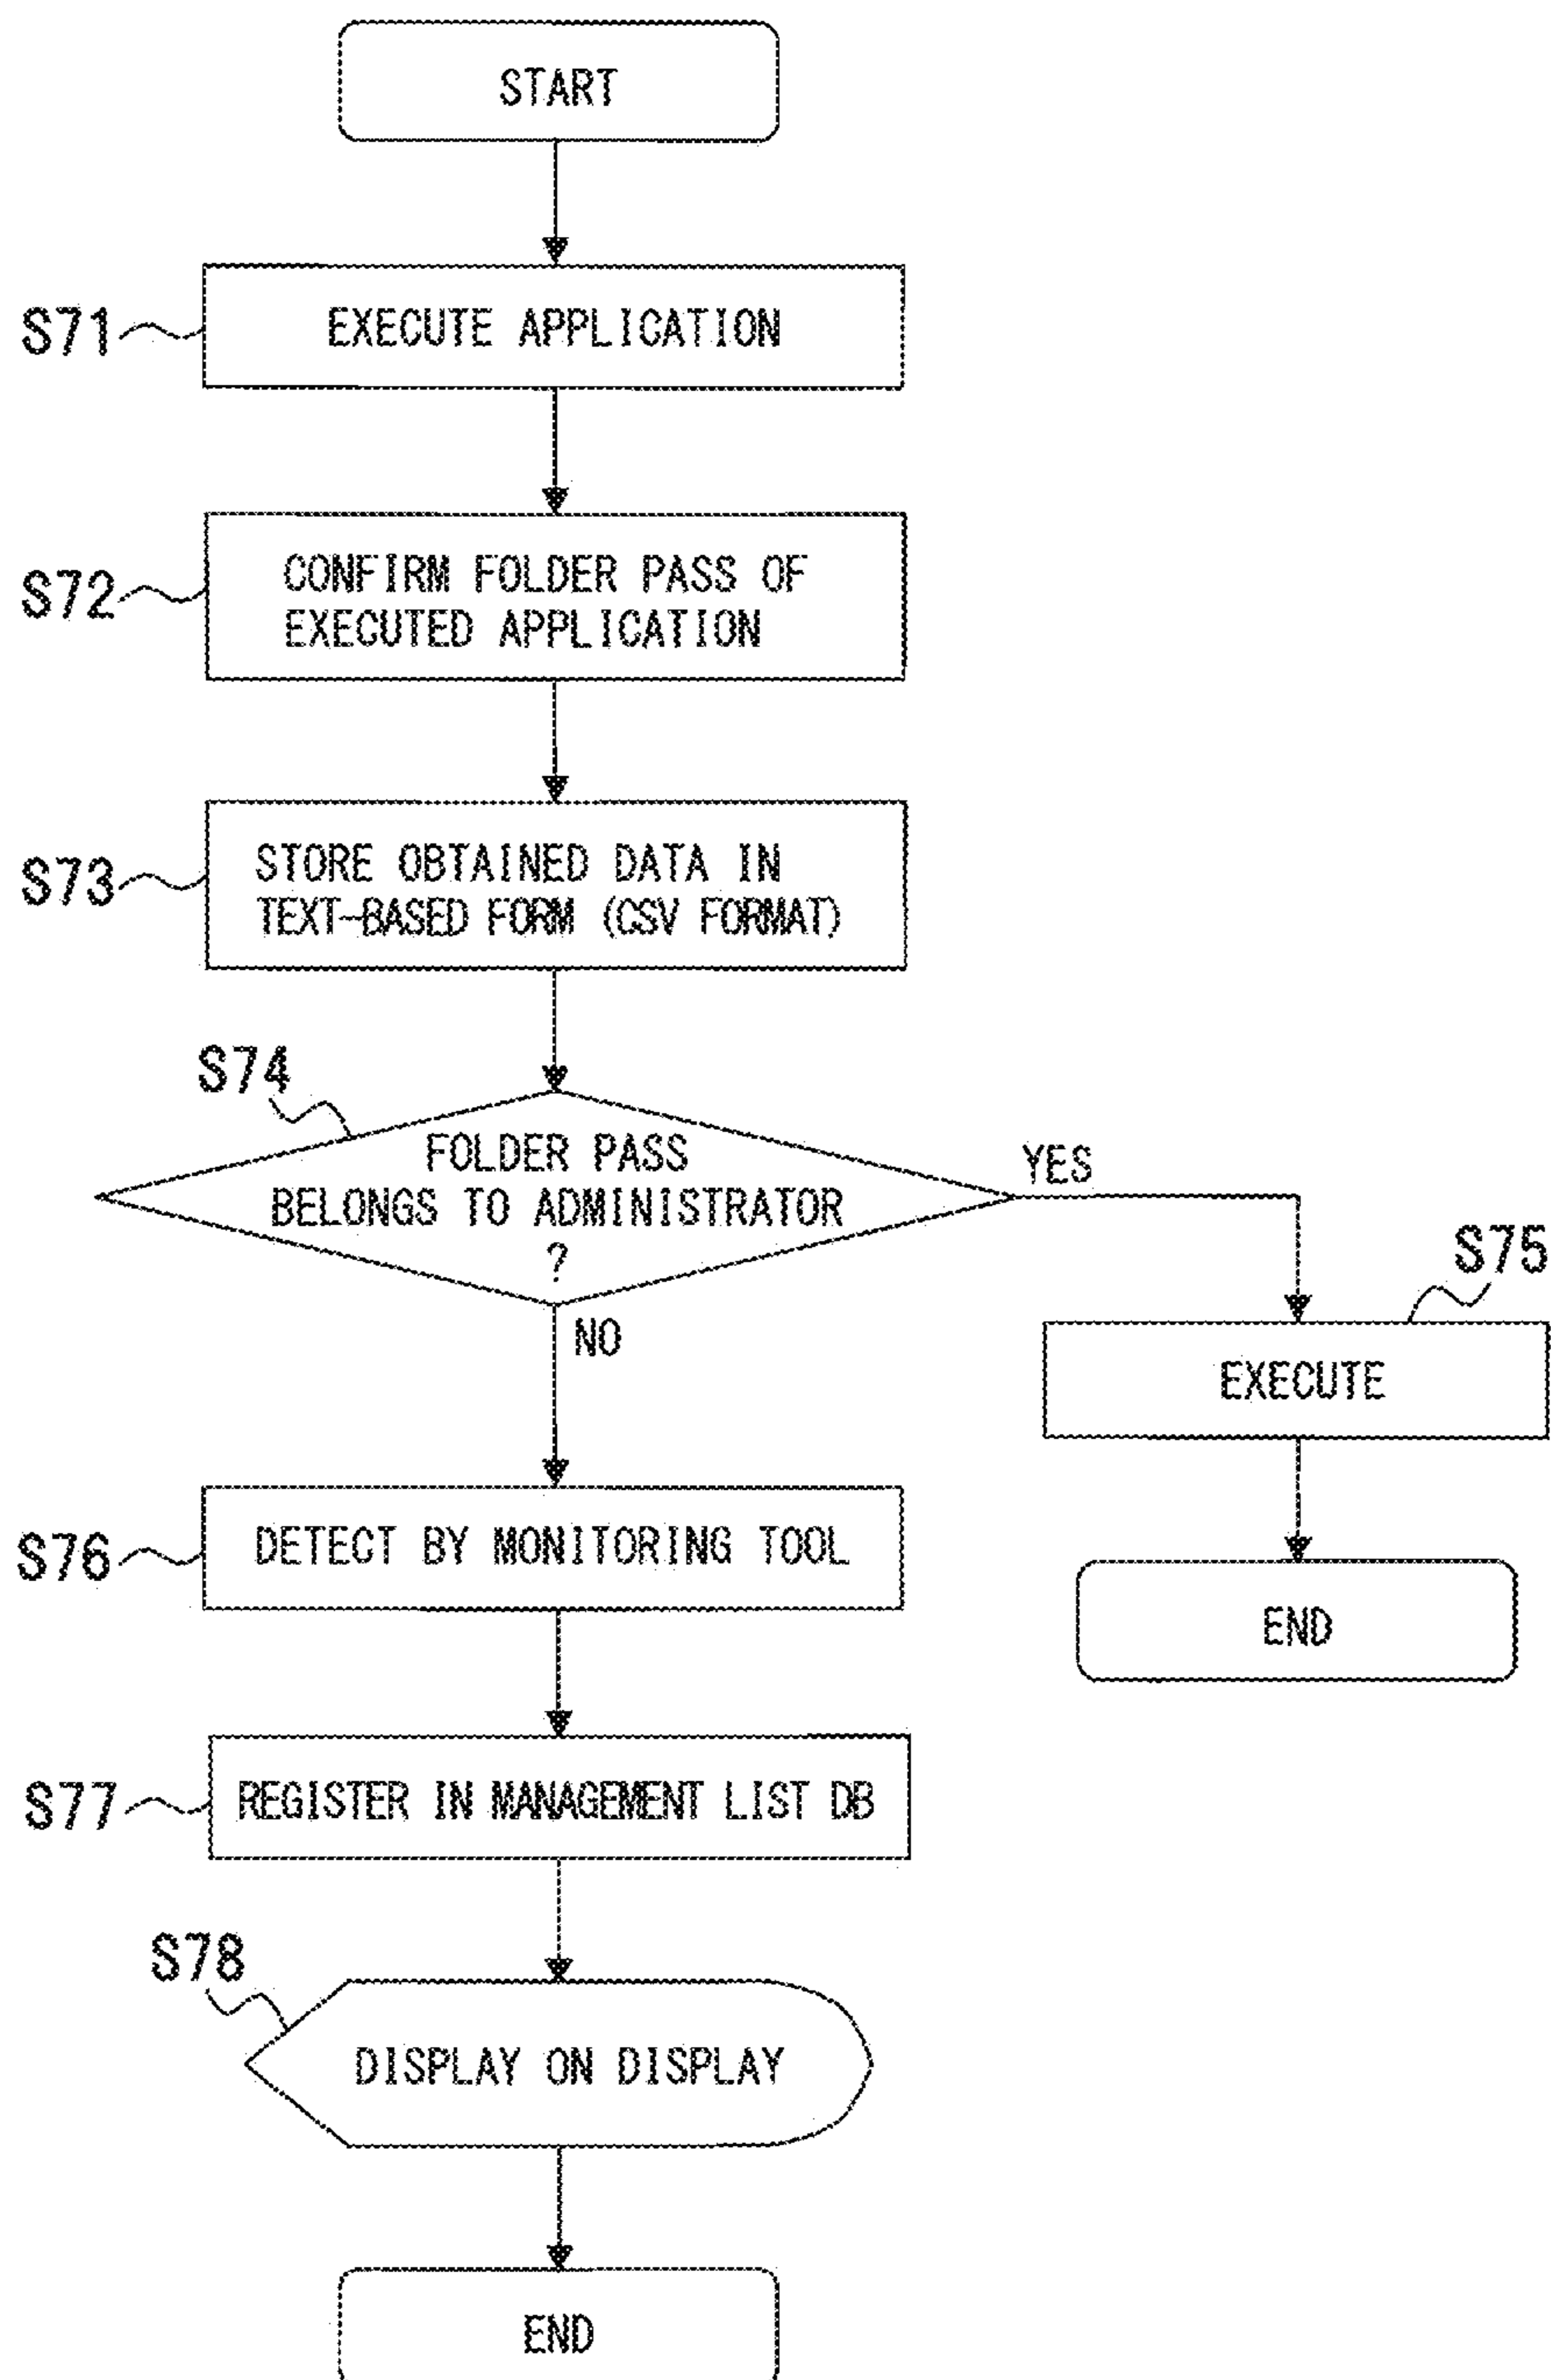 START
S71
EXECUTE APPLICATION
S72
CONFIRM FOLDER PASS OF
EXECUTED APPLICATION
S73
STORE OBTAINED DATA IN
TEXT-BASED FORM (CSV FORMAT)
S74
FOLDER PASS
BELONGS TO ADMINISTRATOR
?
YES
NO
S75
EXECUTE
END
S76
DETECT BY MONITORING TOOL
S77
REGISTER IN MANAGEMENT LIST DB
S78
DISPLAY ON DISPLAY
END